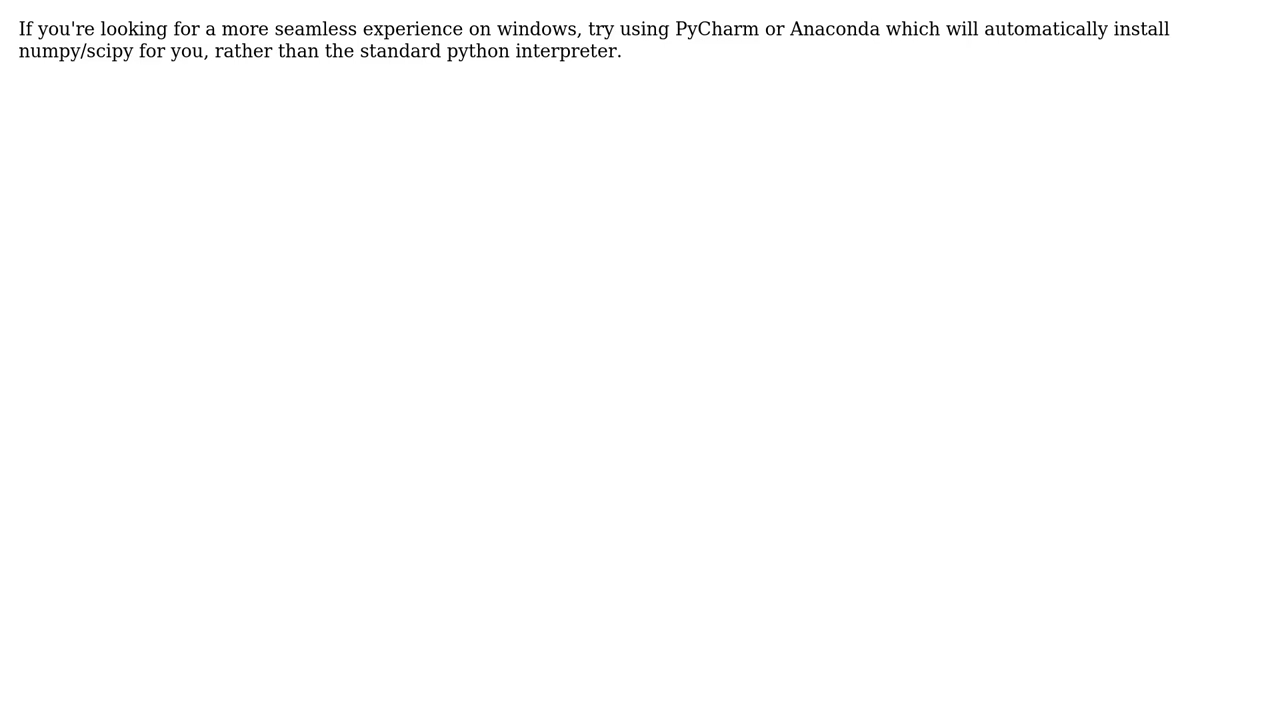 If you're looking for a more seamless experience on windows, try using PyCharm or Anaconda which will automatically install
numpy/scipy for you, rather than the standard python interpreter.